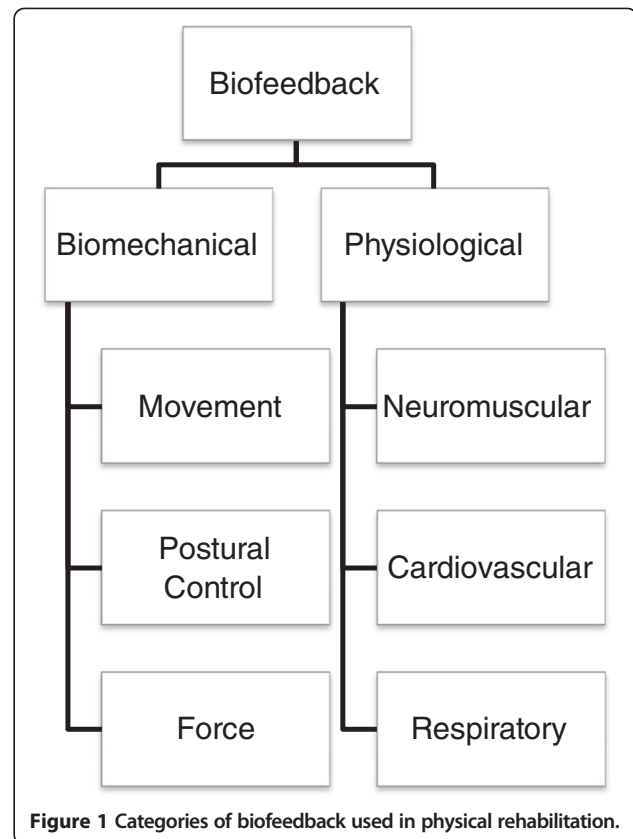 Biofeedback
Biomechanical
Physiological
Movement
Neuromuscular
Postural
Control
Cardiovascular
Force
Respiratory
Figure 1 Categories of biofeedback used in physical rehabilitation.